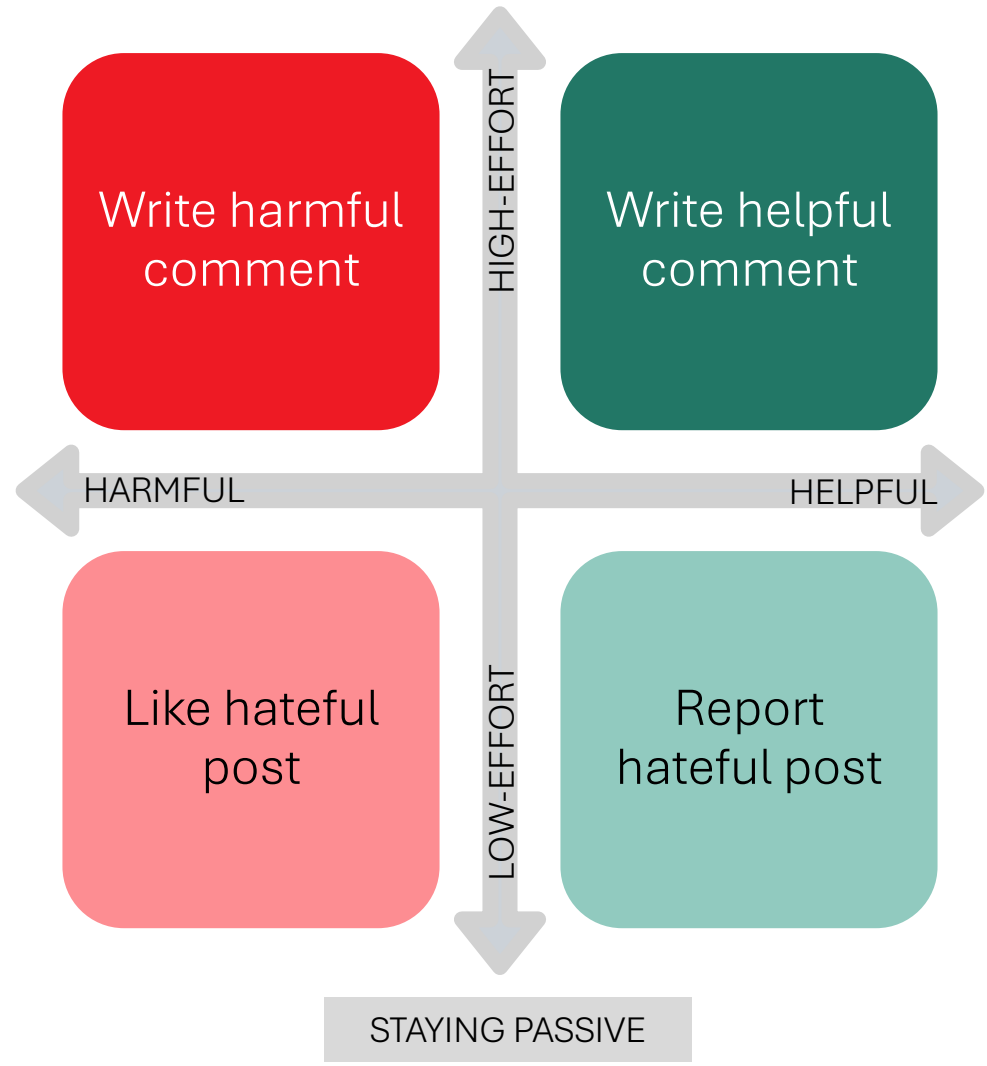 HIGH-EFFORT
Write harmful
comment
Write helpful
comment
HARMFUL
HELPFUL
Like hateful
post
LOW-EFFORT
Report
hateful post
STAYING PASSIVE